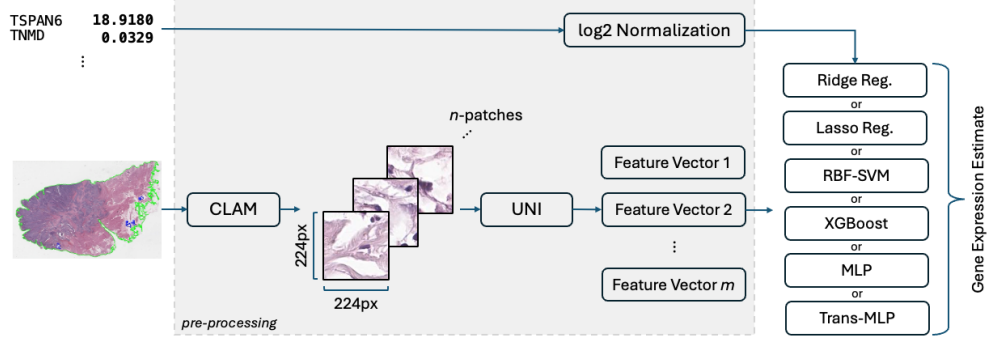 TSPAN6 18.9180
TNMD 0.0329
⋮
log2 Normalization
Ridge Reg.
or
Lasso Reg.
or
RBF-SVM
or
XGBoost
or
MLP
or
Trans-MLP
Gene Expression Estimate
n-patches
...
CLAM
224px
224px
UNI
Feature Vector 1
Feature Vector 2
⋮
Feature Vector m
pre-processing